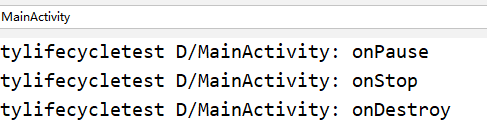 MainActivity
tylifecycletest D/MainActivity: onPause
tylifecycletest D/MainActivity: onStop
tylifecycletest D/MainActivity: onDestroy